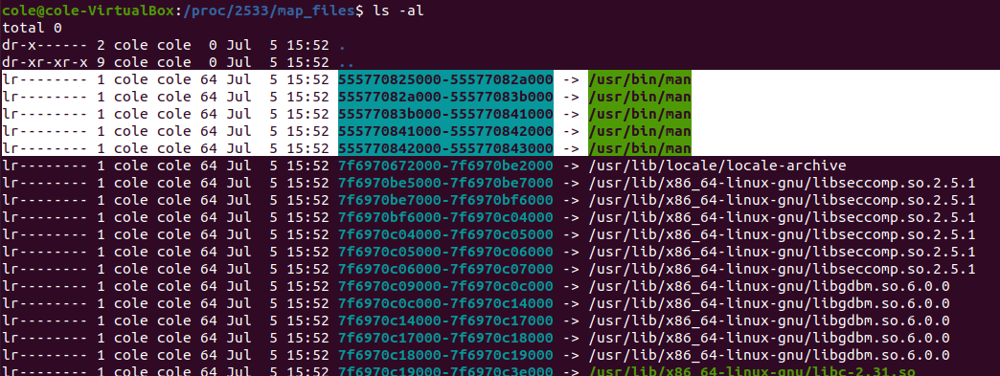 cole@cole-VirtualBox:/proc/2533/map_files$ ls -al
total 0
dr-x------ 2 cole cole  0 Jul  5 15:52 .
dr-xr-xr-x 9 cole cole  0 Jul  5 15:52 ..
lr-------- 1 cole cole 64 Jul  5 15:52 555770825000-55577082a000 -> /usr/bin/man
lr-------- 1 cole cole 64 Jul  5 15:52 55577082a000-55577083b000 -> /usr/bin/man
lr-------- 1 cole cole 64 Jul  5 15:52 55577083b000-555770841000 -> /usr/bin/man
lr-------- 1 cole cole 64 Jul  5 15:52 555770841000-555770842000 -> /usr/bin/man
lr-------- 1 cole cole 64 Jul  5 15:52 555770842000-555770843000 -> /usr/bin/man
lr-------- 1 cole cole 64 Jul  5 15:52 7f6970672000-7f6970be2000 -> /usr/lib/locale/locale-archive
lr-------- 1 cole cole 64 Jul  5 15:52 7f6970be5000-7f6970be7000 -> /usr/lib/x86_64-linux-gnu/libseccomp.so.2.5.1
lr-------- 1 cole cole 64 Jul  5 15:52 7f6970be7000-7f6970bf6000 -> /usr/lib/x86_64-linux-gnu/libseccomp.so.2.5.1
lr-------- 1 cole cole 64 Jul  5 15:52 7f6970bf6000-7f6970c04000 -> /usr/lib/x86_64-linux-gnu/libseccomp.so.2.5.1
lr-------- 1 cole cole 64 Jul  5 15:52 7f6970c04000-7f6970c05000 -> /usr/lib/x86_64-linux-gnu/libseccomp.so.2.5.1
lr-------- 1 cole cole 64 Jul  5 15:52 7f6970c05000-7f6970c06000 -> /usr/lib/x86_64-linux-gnu/libseccomp.so.2.5.1
lr-------- 1 cole cole 64 Jul  5 15:52 7f6970c06000-7f6970c07000 -> /usr/lib/x86_64-linux-gnu/libseccomp.so.2.5.1
lr-------- 1 cole cole 64 Jul  5 15:52 7f6970c09000-7f6970c0c000 -> /usr/lib/x86_64-linux-gnu/libgdbm.so.6.0.0
lr-------- 1 cole cole 64 Jul  5 15:52 7f6970c0c000-7f6970c14000 -> /usr/lib/x86_64-linux-gnu/libgdbm.so.6.0.0
lr-------- 1 cole cole 64 Jul  5 15:52 7f6970c14000-7f6970c17000 -> /usr/lib/x86_64-linux-gnu/libgdbm.so.6.0.0
lr-------- 1 cole cole 64 Jul  5 15:52 7f6970c17000-7f6970c18000 -> /usr/lib/x86_64-linux-gnu/libgdbm.so.6.0.0
lr-------- 1 cole cole 64 Jul  5 15:52 7f6970c18000-7f6970c19000 -> /usr/lib/x86_64-linux-gnu/libgdbm.so.6.0.0
lr-------- 1 cole cole 64 Jul  5 15:52 7f6970c19000-7f6970c3e000 -> /usr/lib/x86_64-linux-gnu/libc-2.31.so